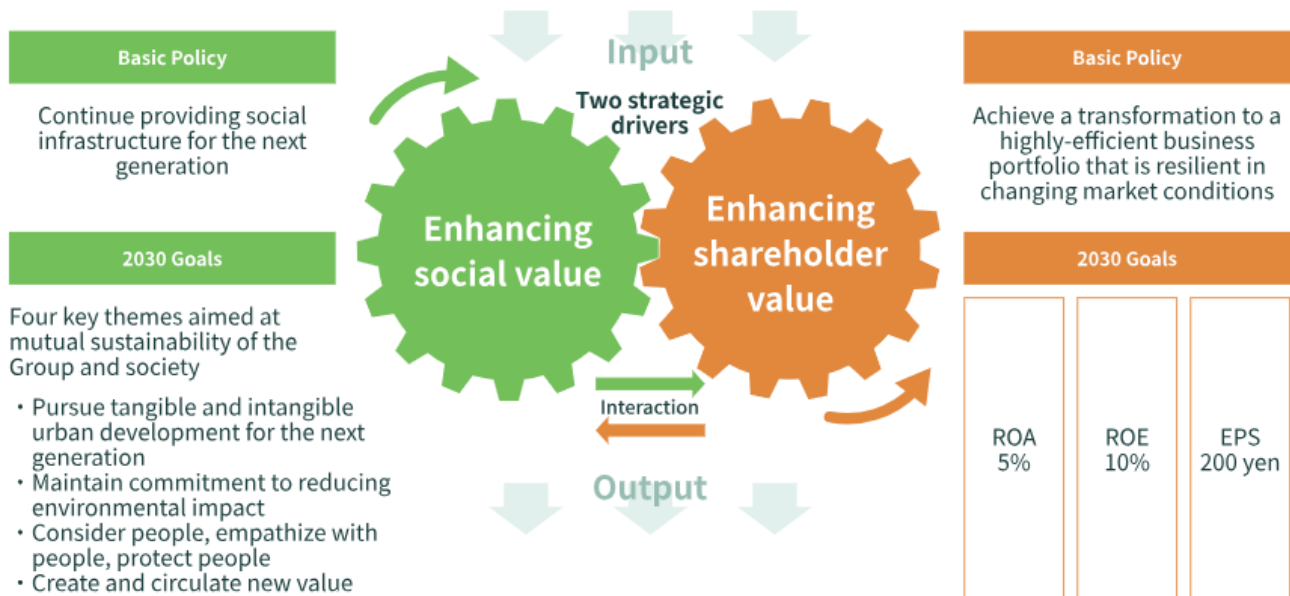 Basic Policy
Continue providing social
infrastructure for the next
generation
2030 Goals
Four key themes aimed at
mutual sustainability of the
Group and society
・Pursue tangible and intangible
urban development for the next
generation
・Maintain commitment to reducing
environmental impact
・Consider people, empathize with
people, protect people
・Create and circulate new value
Input
Two strategic
drivers
Enhancing
social value
Enhancing
shareholder
value
Interaction
Output
Basic Policy
Achieve a transformation to a
highly-efficient business
portfolio that is resilient in
changing market conditions
2030 Goals
ROA
5%
ROE
10%
EPS
200 yen